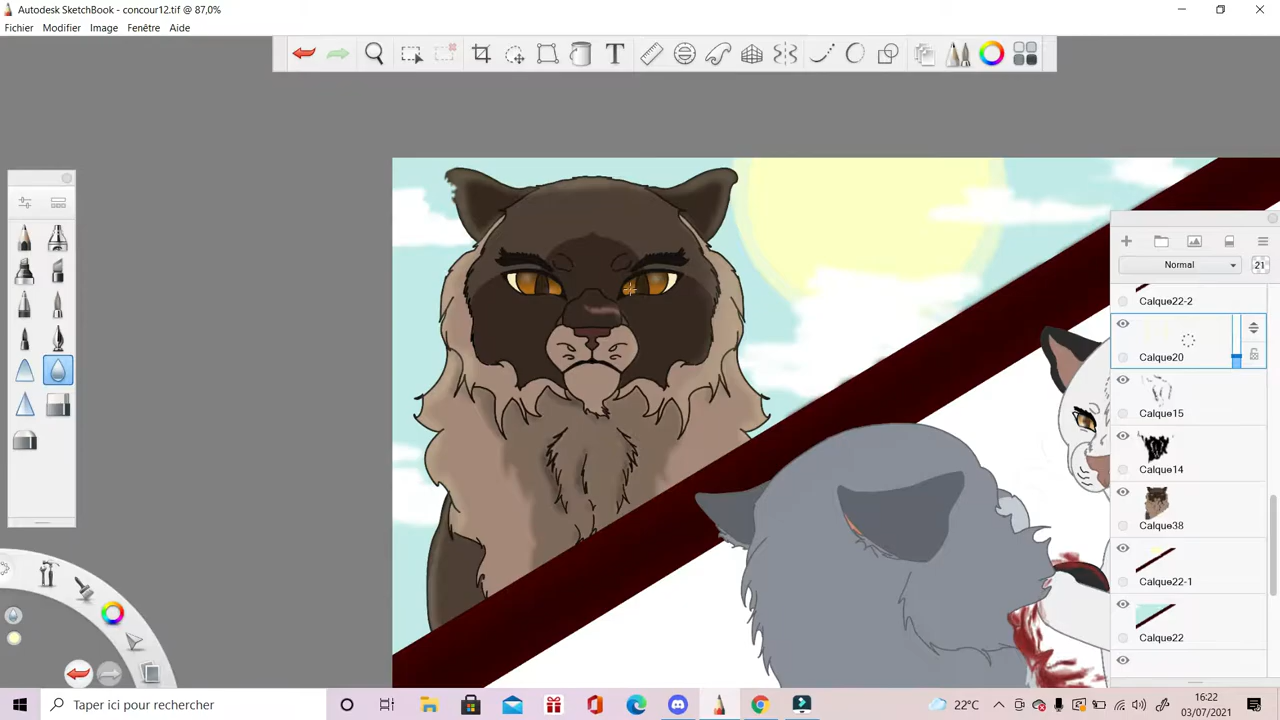 Autodesk SketchBook - concour12.tif @ 87,0%
Fichier Modifier Image Fenêtre Aide
T
Normal
21
Calque22-2
Calque20
Calque15
Calque14
Calque38
Calque22-1
Calque22
Taper ici pour rechercher
22°C
16:22
03/07/2021